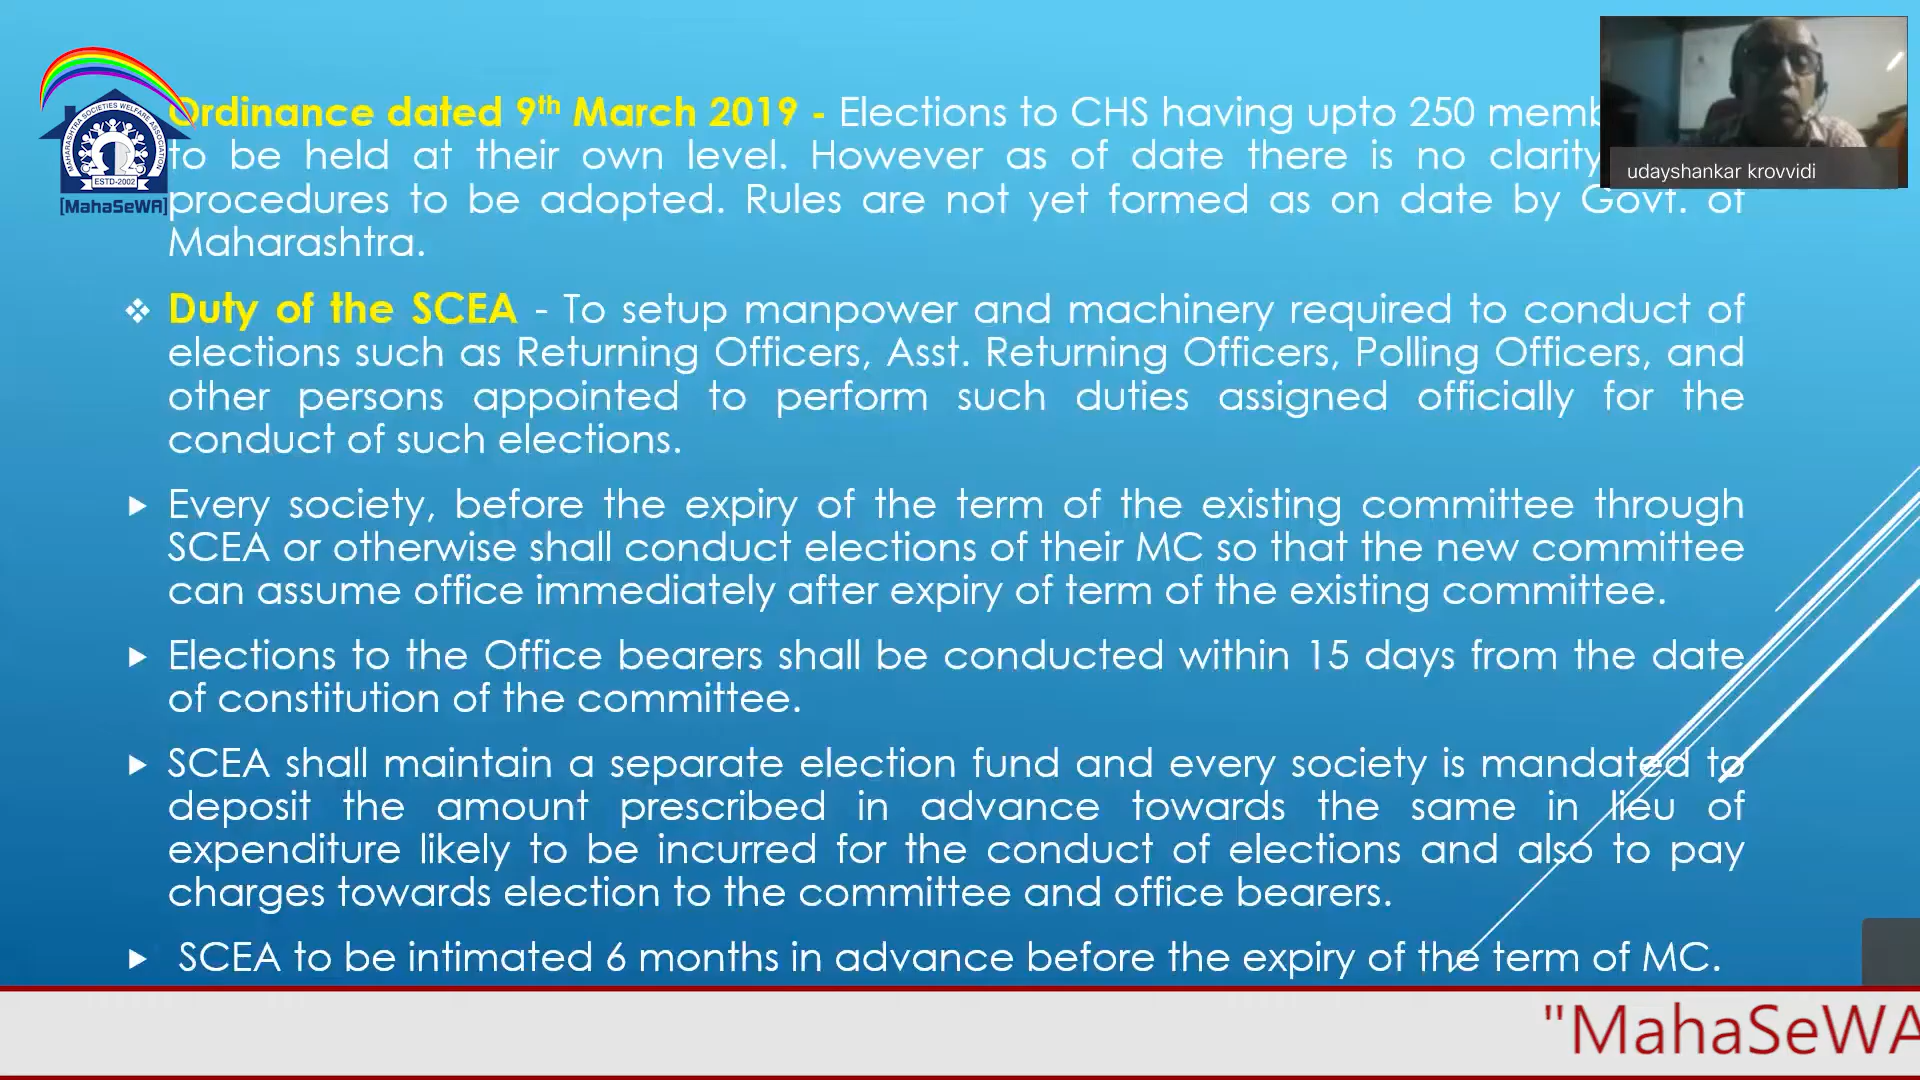 Ordinance dated 9th March 2019 - Elections to CHS having upto 250
to be held at their own level. However as of date there is no clarity
procedures to be adopted. Rules are not yet formed as on date by Govt. of
Maharashtra.
Duty of the SCEA - To setup manpower and machinery required to conduct of
elections such as Returning Officers, Asst. Returning Officers, Polling Officers, and
other persons appointed to perform such duties assigned officially for the
conduct of such elections.
Every society, before the expiry of the term of the existing committee through
SCEA or otherwise shall conduct elections of their MC so that the new committee
can assume office immediately after expiry of term of the existing committee.
Elections to the Office bearers shall be conducted within 15 days from the date
of constitution of the committee.
SCEA shall maintain a separate election fund and every society is mandated to
deposit the amount prescribed in advance towards the same in lieu of
expenditure likely to be incurred for the conduct of elections and also to pay
charges towards election to the committee and office bearers.
SCEA to be intimated 6 months in advance before the expiry of the term of MC.
MAHARASHTRA SOCIETIES WELFARE ASSOCIATION
ESTD-2002
[MahaSeWA]
udayshankar krovvidi
"MahaSeWA